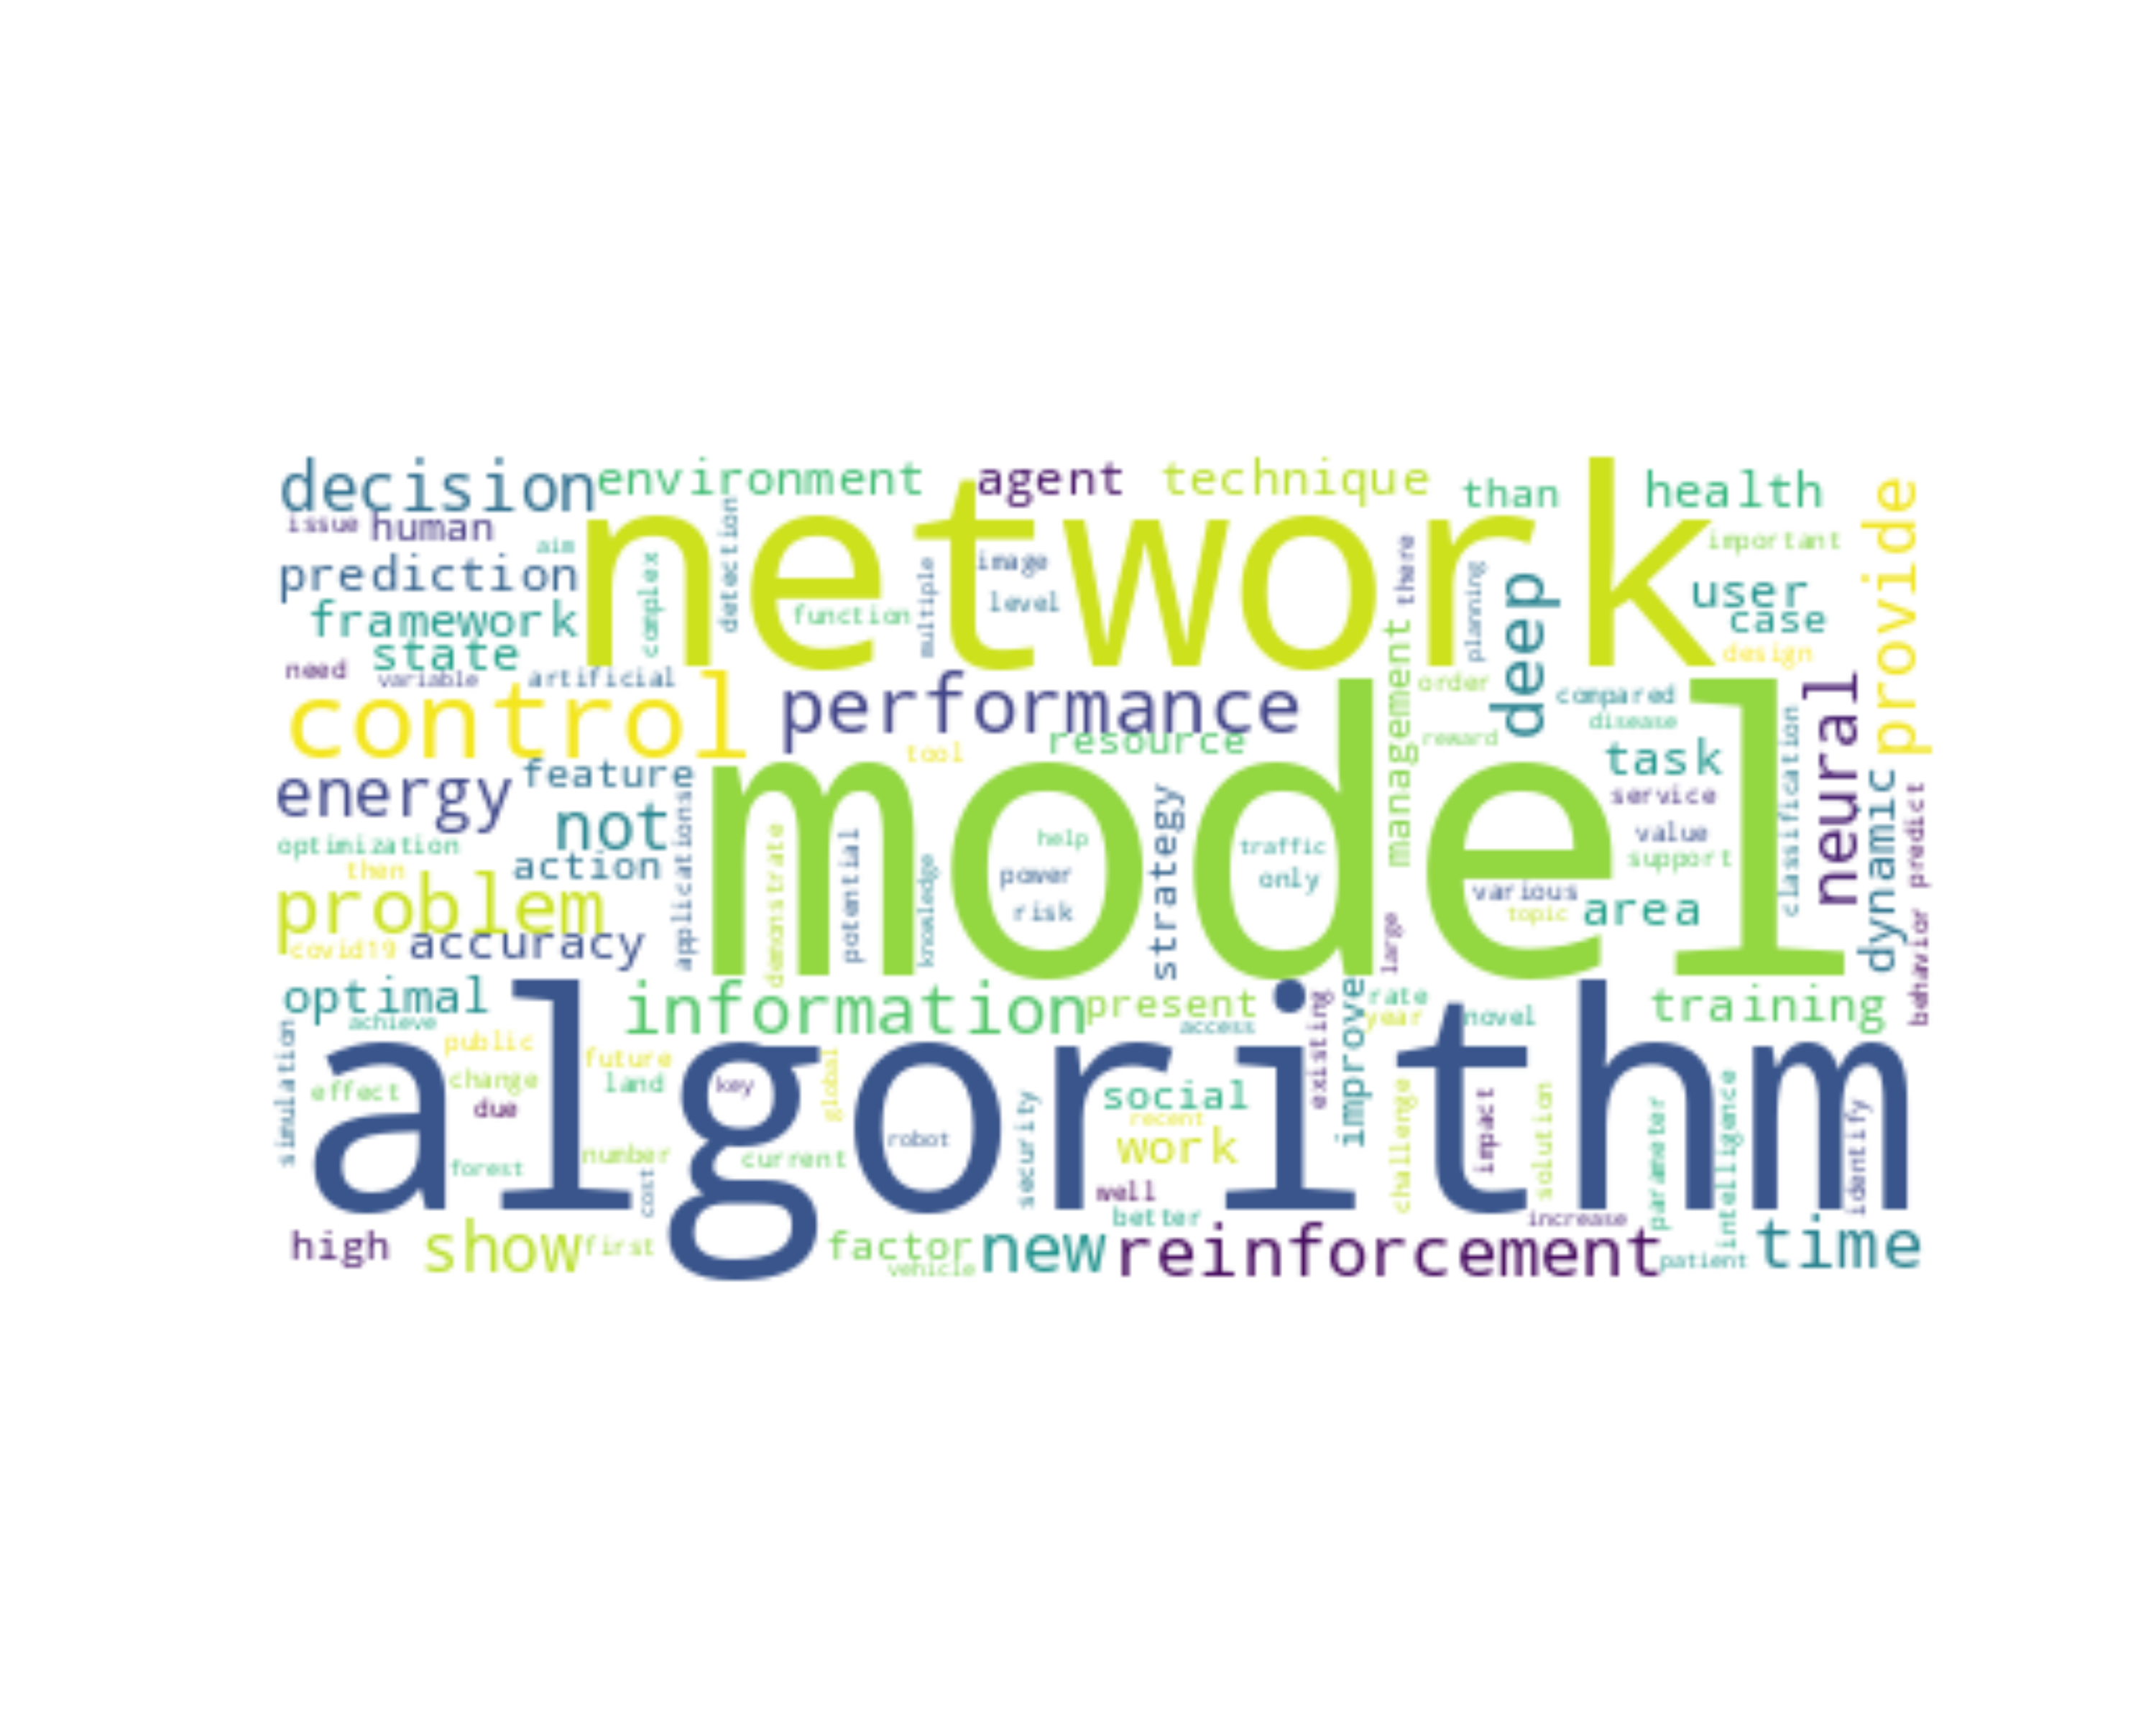 decision environment agent technique than health provide
issue human network important
aim complex detection multiple image there planning deep
prediction level user
framework function case
state management design
need variable artificial order compared neural
control performance disease
tool resource reward task classification dynamic
energy feature model service predict
not applications strategy value
optimization demonstrate potential knowledge help traffic support
then action power only various
problem risk large topic area behavior
covid19 accuracy
optimal information present improve rate training
achieve access existing year novel
simulation algorithm
public future global
effect change land key social challenge impact solution parameter intelligence identify
due recent
robot security work
forest number cost current well
better increase
high show first factor new reinforcement time
vehicle patient